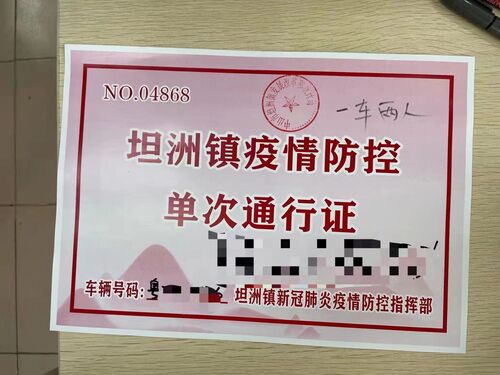 NO.04868
一车两人
坦洲镇疫情防控
单次通行证
车辆号码:粤
坦洲镇新冠肺炎疫情防控指挥部